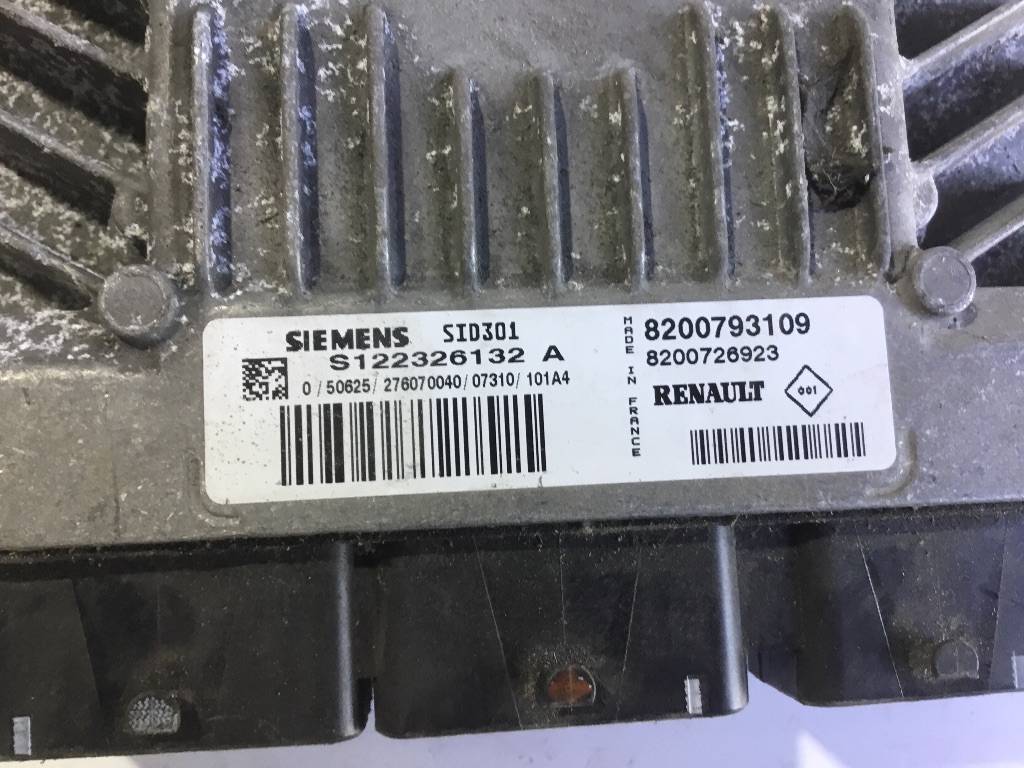 SIEMENS SID301
S122326132 A
0 / 50625 / 276070040 / 07310 / 101A4
MADE IN FRANCE
8200793109
8200726923
RENAULT 001